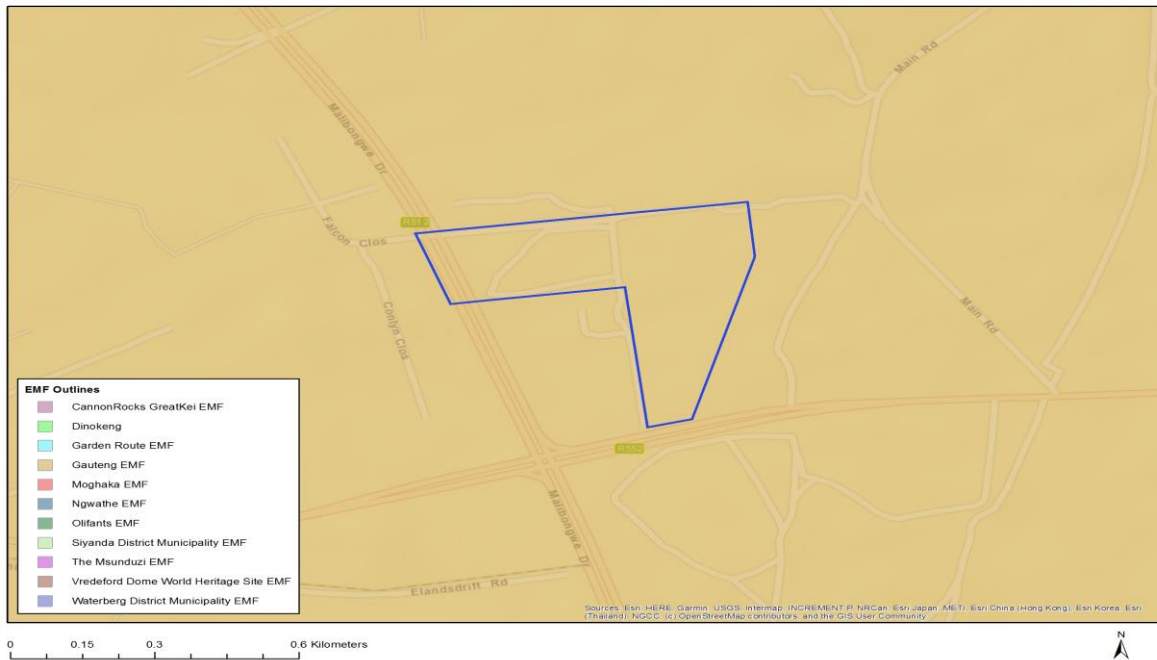 Main Rd
Malibongwe Dr
Falcon Clos
Conlyn Clos
Main Rd
R552
Malibongwe Dr
Elandsdrift Rd
EMF Outlines
CannonRocks GreatKei EMF
Dinokeng
Garden Route EMF
Gauteng EMF
Moghaka EMF
Ngwathe EMF
Olifants EMF
Siyanda District Municipality EMF
The Msunduzi EMF
Vredeford Dome World Heritage Site EMF
Waterberg District Municipality EMF
Sources: Esri, HERE, Garmin, USGS, Intermap, INCREMENT P, NRCan, Esri Japan, METI, Esri China (Hong Kong), Esri Korea, Esri
(Thailand), NGCC, (c) OpenStreetMap contributors, and the GIS User Community
0 0.15 0.3 0.6 Kilometers
N